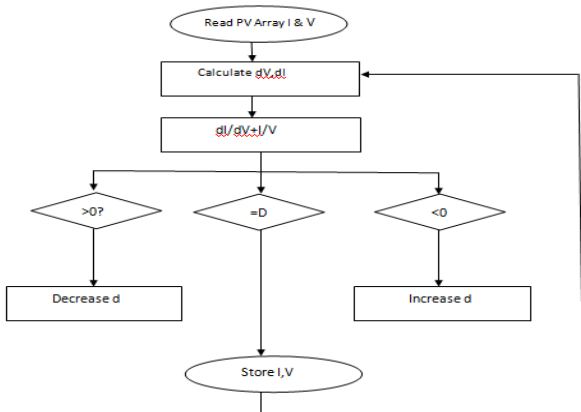 Read PV Array I & V
Calculate dV,dI
dI/dV+I/V
>0?
=D
<0
Decrease d
Increase d
Store I,V